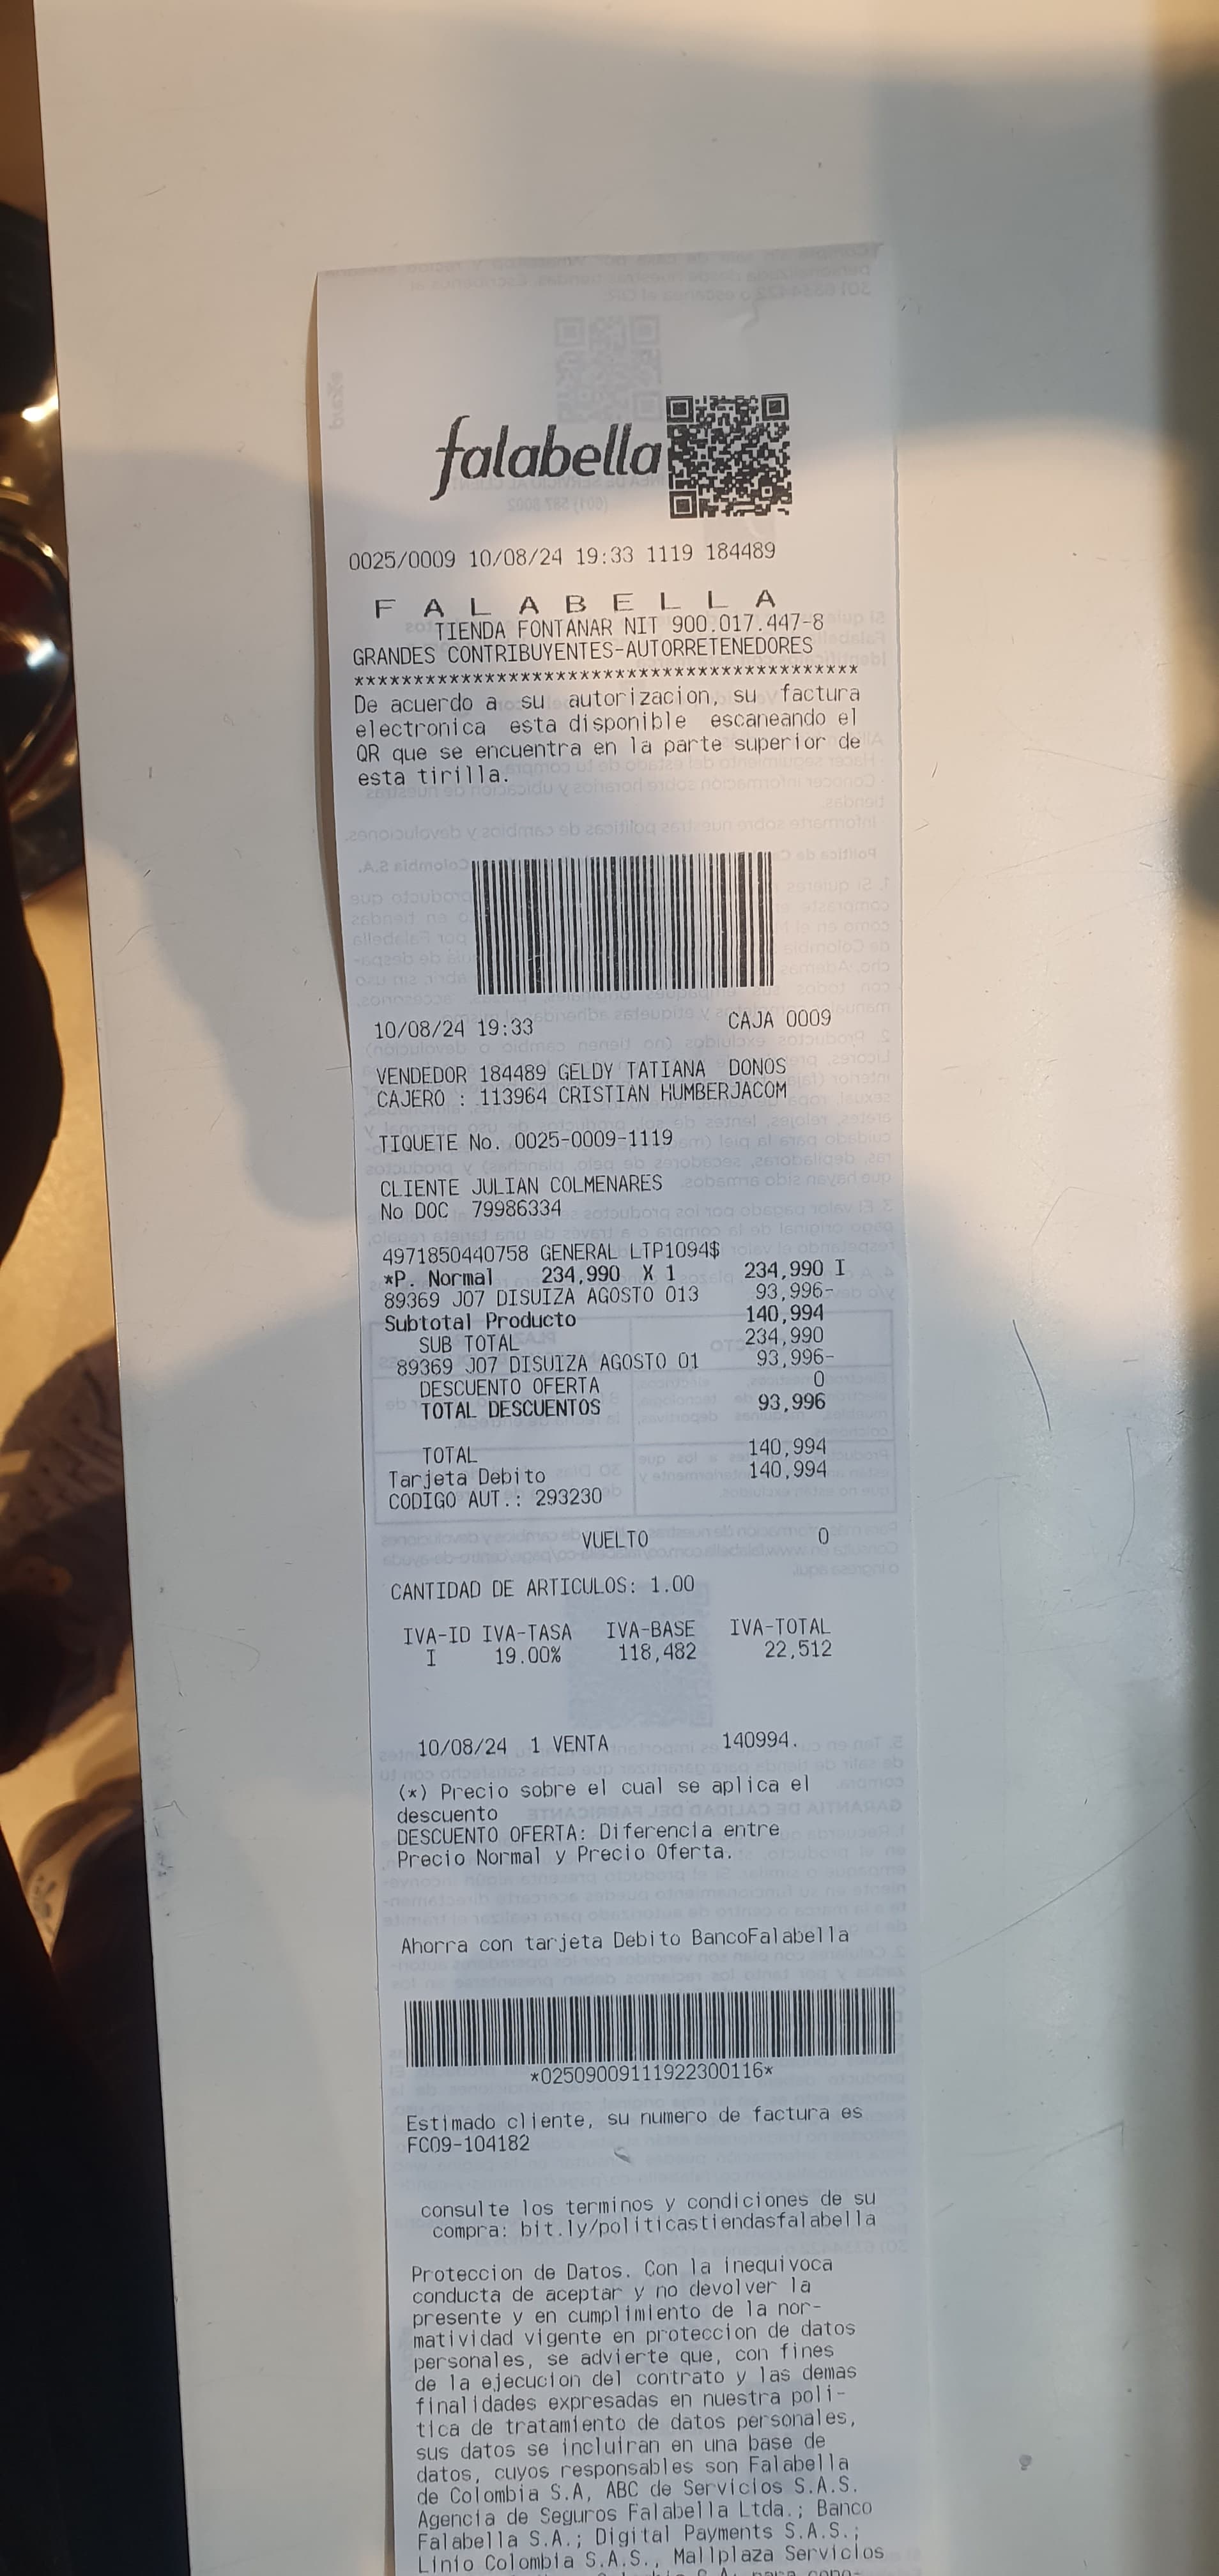 falabella
0025/0009 10/08/24 19:33 1119 184489
F A L A B E L L A
TIENDA FONTANAR NIT 900.017.447-8
GRANDES CONTRIBUYENTES-AUTORRETENEDORES
*******************************************
De acuerdo a su autorizacion, su factura
electronica esta disponible escaneando el
QR que se encuentra en la parte superior de
esta tirilla.
10/08/24 19:33 CAJA 0009
VENDEDOR 184489 GELDY TATIANA DONOS
CAJERO : 113964 CRISTIAN HUMBERJACOM
TIQUETE No. 0025-0009-1119
CLIENTE JULIAN COLMENARES
No DOC 79986334
4971850440758 GENERAL LTP1094$
*P. Normal 234,990 X 1 234,990 I
89369 J07 DISUIZA AGOSTO 013 93,996-
Subtotal Producto 140,994
SUB TOTAL 234,990
89369 J07 DISUIZA AGOSTO 01 93,996-
DESCUENTO OFERTA 0
TOTAL DESCUENTOS 93,996
TOTAL 140,994
Tarjeta Debito 140,994
CODIGO AUT.: 293230
VUELTO 0
CANTIDAD DE ARTICULOS: 1.00
IVA-ID IVA-TASA IVA-BASE IVA-TOTAL
I 19.00% 118,482 22,512
10/08/24 1 VENTA 140994.
(*) Precio sobre el cual se aplica el
descuento
DESCUENTO OFERTA: Diferencia entre
Precio Normal y Precio Oferta.
Ahorra con tarjeta Debito BancoFalabella
*02509009111922300116*
Estimado cliente, su numero de factura es
FC09-104182
consulte los terminos y condiciones de su
compra: bit.ly/politicastiendasfalabella
Proteccion de Datos. Con la inequivoca
conducta de aceptar y no devolver la
presente y en cumplimiento de la nor-
matividad vigente en proteccion de datos
personales, se advierte que, con fines
de la ejecucion del contrato y las demas
finalidades expresadas en nuestra poli-
tica de tratamiento de datos personales,
sus datos se incluiran en una base de
datos, cuyos responsables son Falabella
de Colombia S.A, ABC de Servicios S.A.S.
Agencia de Seguros Falabella Ltda.; Banco
Falabella S.A.; Digital Payments S.A.S.;
Linio Colombia S.A.S., Mallplaza Servicios